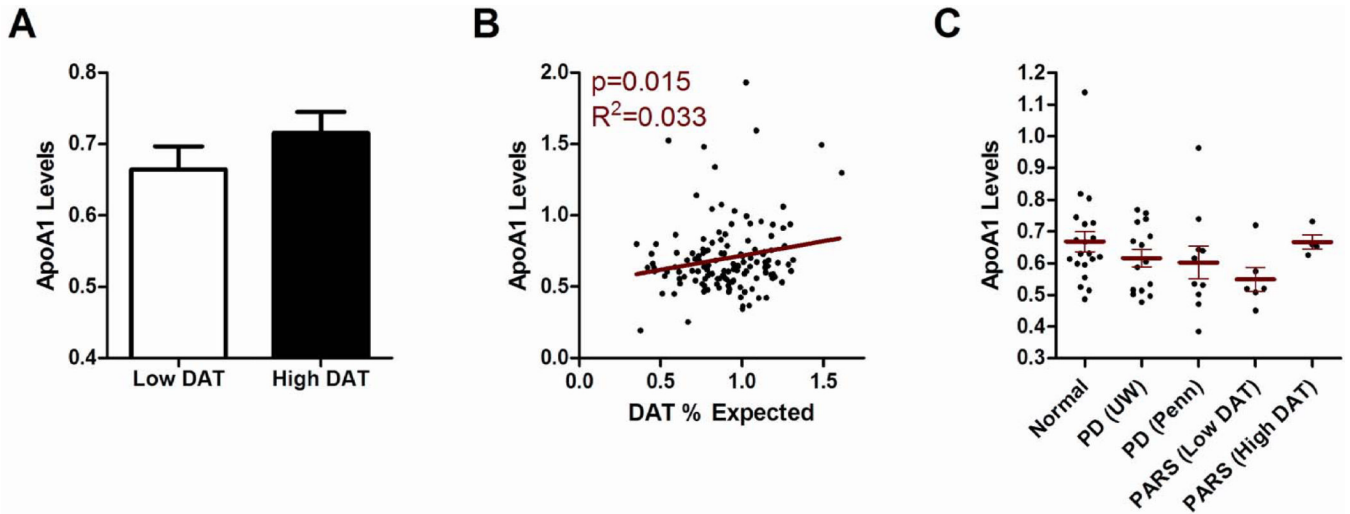 A
ApoA1 Levels
0.8
0.7
0.6
0.5
0.4
Low DAT
High DAT
B
ApoA1 Levels
2.0
1.5
1.0
0.5
0.0
p=0.015
R²=0.033
0.0
0.5
1.0
1.5
DAT % Expected
C
ApoA1 Levels
1.2
1.1
1.0
0.9
0.8
0.7
0.6
0.5
0.4
0.3
Normal
PD (UW)
PD (Penn)
PARS (Low DAT)
PARS (High DAT)